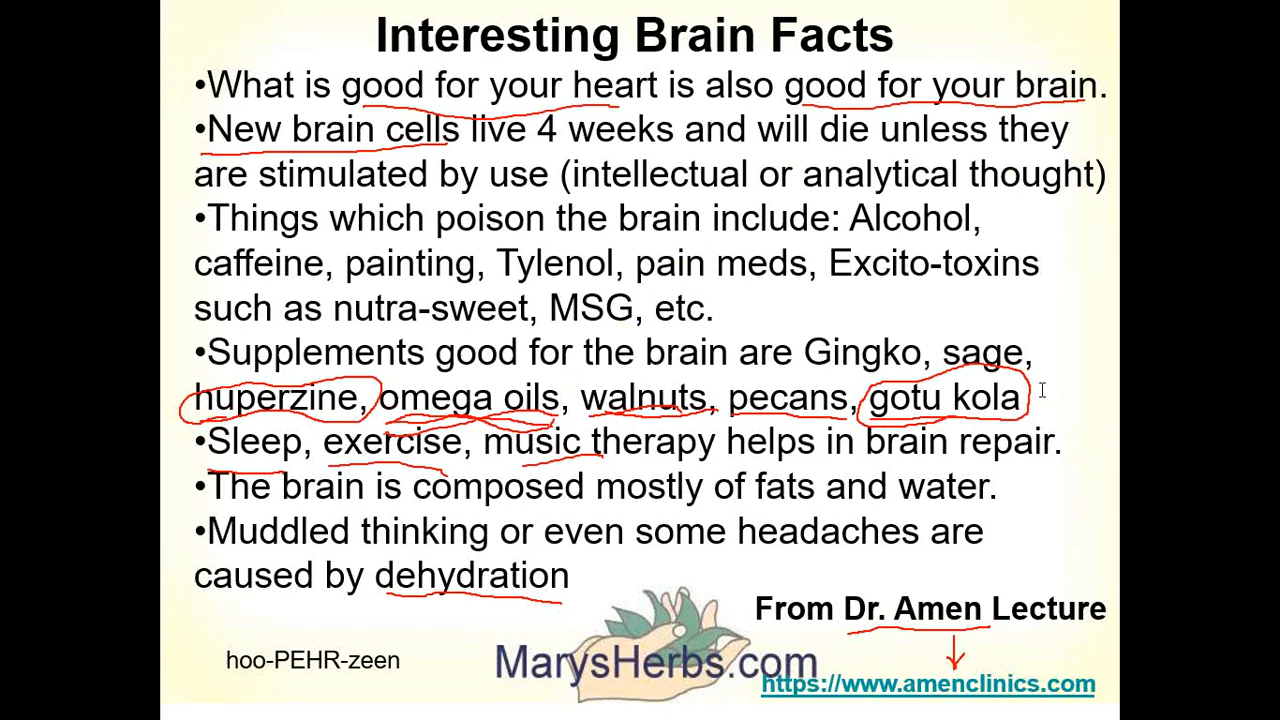 Interesting Brain Facts
•What is good for your heart is also good for your brain.
•New brain cells live 4 weeks and will die unless they
are stimulated by use (intellectual or analytical thought)
•Things which poison the brain include: Alcohol,
caffeine, painting, Tylenol, pain meds, Excito-toxins
such as nutra-sweet, MSG, etc.
•Supplements good for the brain are Gingko, sage,
huperzine, omega oils, walnuts, pecans, gotu kola
•Sleep, exercise, music therapy helps in brain repair.
•The brain is composed mostly of fats and water.
•Muddled thinking or even some headaches are
caused by dehydration
From Dr. Amen Lecture
hoo-PEHR-zeen
MarysHerbs.com
https://www.amenclinics.com